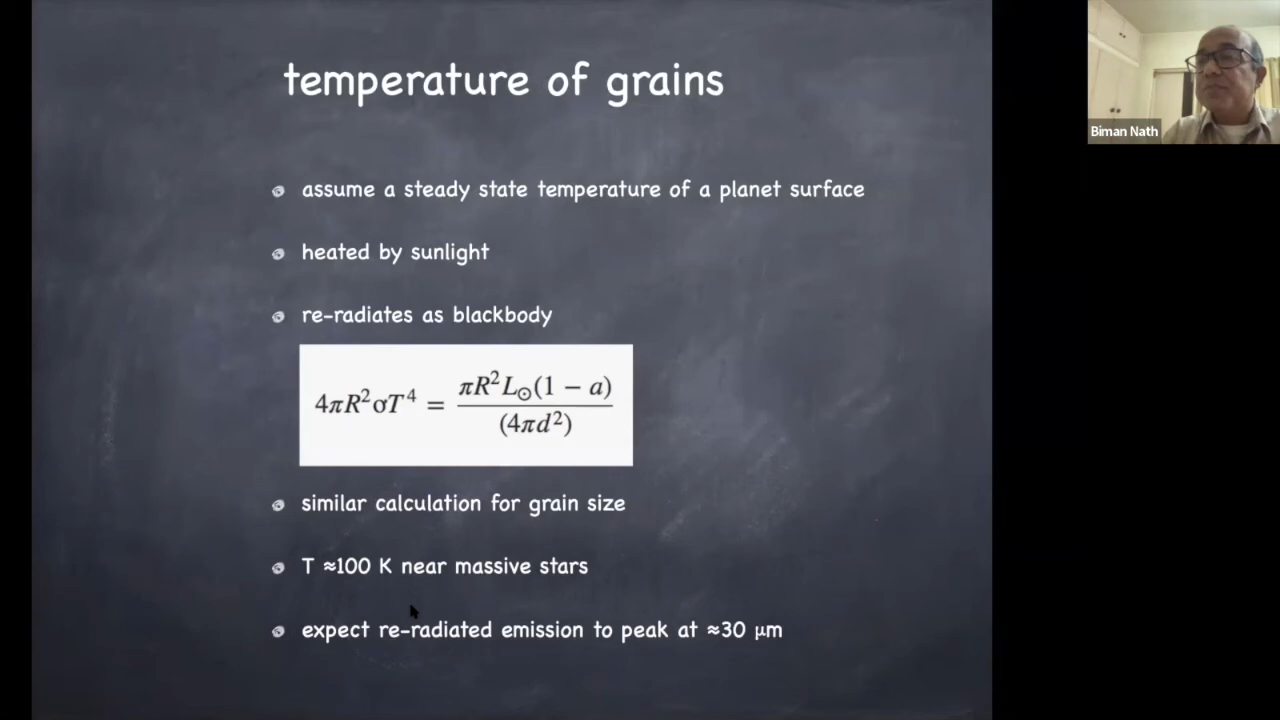 temperature of grains
assume a steady state temperature of a planet surface
heated by sunlight
re-radiates as blackbody
4πR²σT⁴ = πR²L⊙(1 − a) / (4πd²)
similar calculation for grain size
T ≈100 K near massive stars
expect re-radiated emission to peak at ≈30 μm
Biman Nath